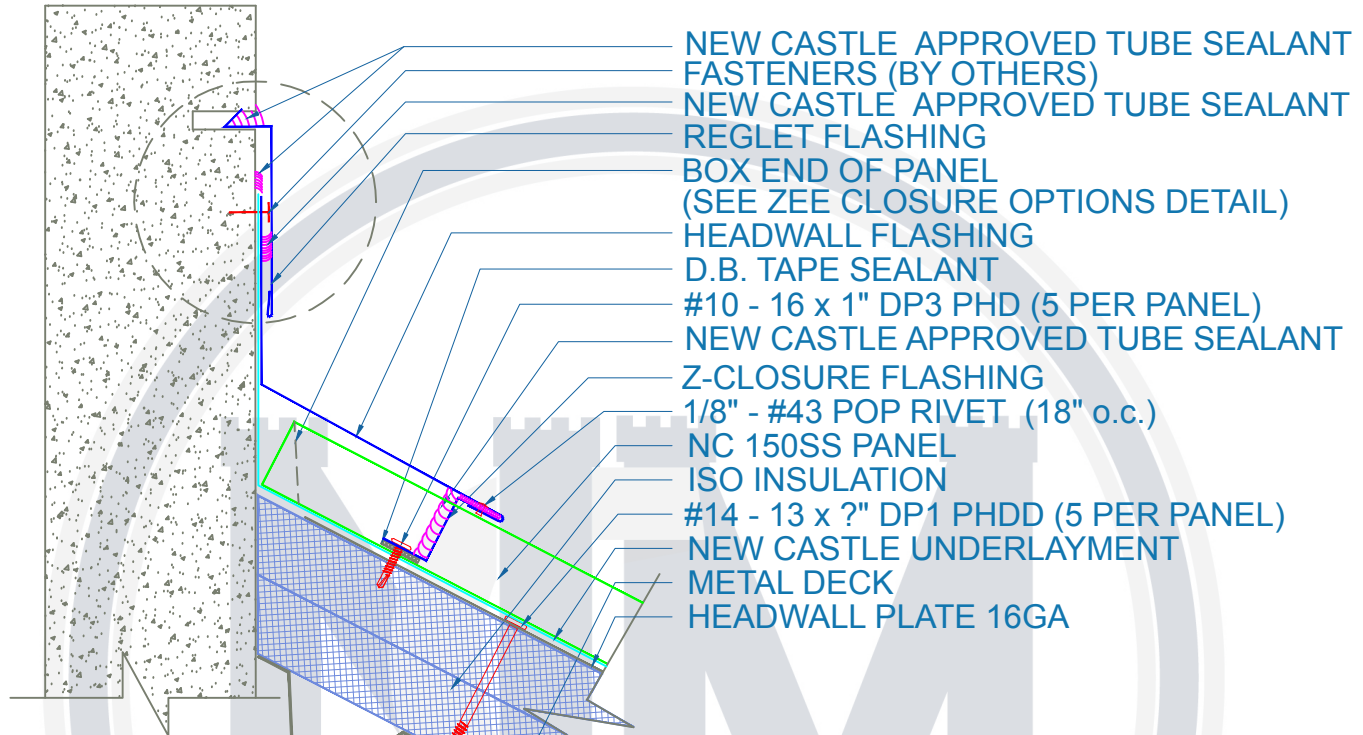 NEW CASTLE  APPROVED TUBE SEALANT
FASTENERS (BY OTHERS)
NEW CASTLE  APPROVED TUBE SEALANT
REGLET FLASHING
BOX END OF PANEL
(SEE ZEE CLOSURE OPTIONS DETAIL)
HEADWALL FLASHING
D.B. TAPE SEALANT
#10 - 16 x 1" DP3 PHD (5 PER PANEL)
NEW CASTLE APPROVED TUBE SEALANT
Z-CLOSURE FLASHING
1/8" - #43 POP RIVET  (18" o.c.)
NC 150SS PANEL
ISO INSULATION
#14 - 13 x ?" DP1 PHDD (5 PER PANEL)
NEW CASTLE UNDERLAYMENT
METAL DECK
HEADWALL PLATE 16GA